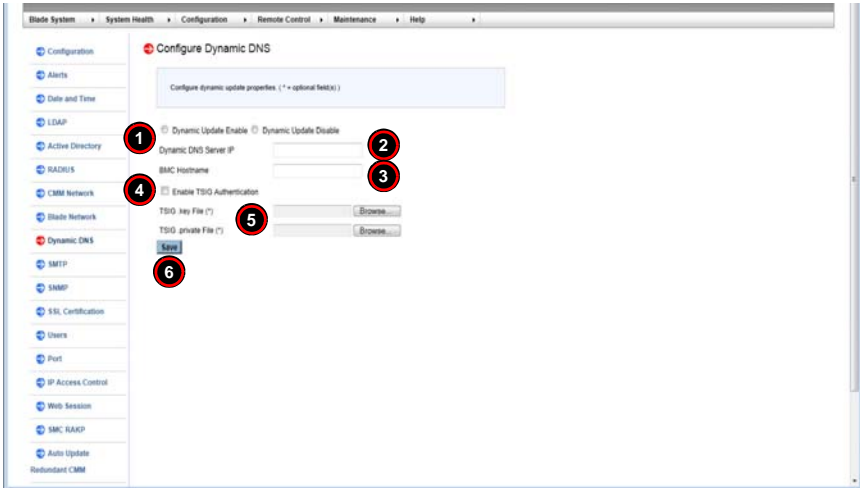 Blade System System Health Configuration Remote Control Maintenance Help
Configuration
Alerts
Date and Time
LDAP
Active Directory
RADIUS
CMM Network
Blade Network
Dynamic DNS
SMTP
SNMP
SSL Certification
Users
Port
IP Access Control
Web Session
SMC RAKP
Auto Update
Redundant CMM
Configure Dynamic DNS
Configure dynamic update properties. ( * = optional field(s) )
1
Dynamic Update Enable Dynamic Update Disable
Dynamic DNS Server IP
2
BMC Hostname
3
4
Enable TSIG Authentication
TSIG .key File (*)
Browse...
5
TSIG .private File (*)
Browse...
Save
6